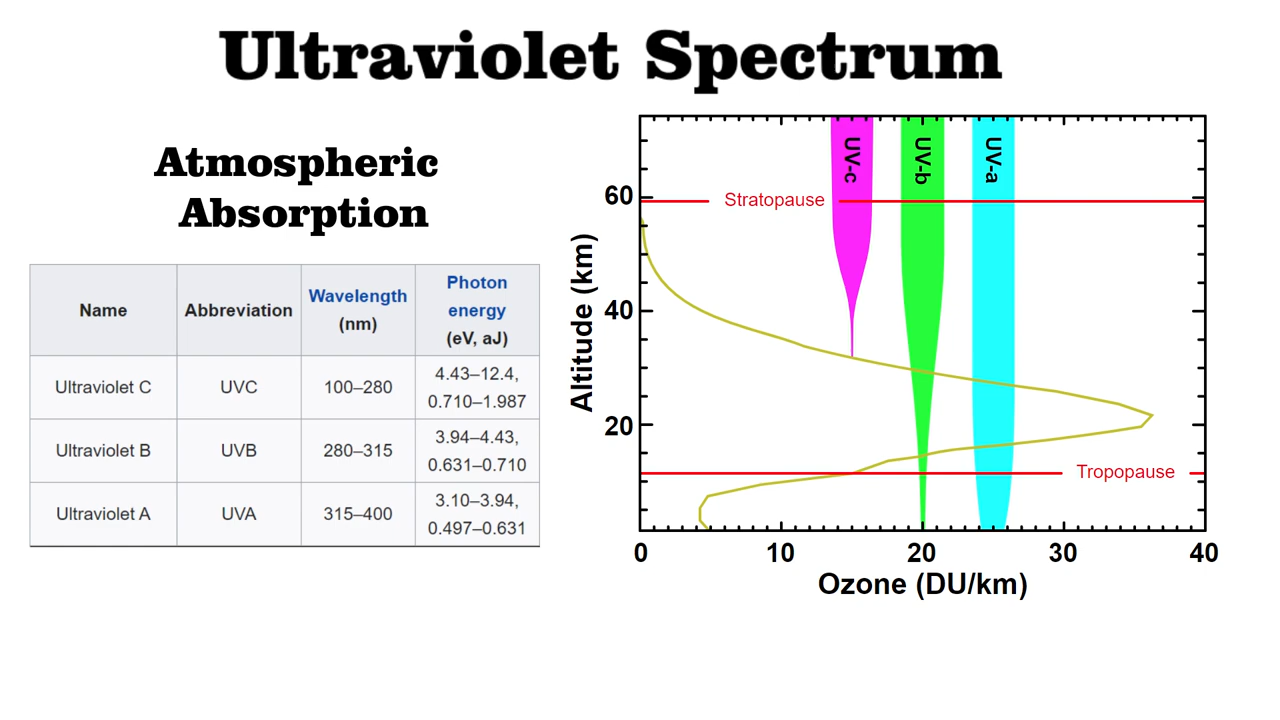 Ultraviolet Spectrum
Atmospheric
Absorption
Name
Abbreviation
Wavelength
(nm)
Photon
energy
(eV, aJ)
Ultraviolet C
UVC
100–280
4.43–12.4,
0.710–1.987
Ultraviolet B
UVB
280–315
3.94–4.43,
0.631–0.710
Ultraviolet A
UVA
315–400
3.10–3.94,
0.497–0.631
UV-c
UV-b
UV-a
Stratopause
Tropopause
Altitude (km)
60
40
20
0
10
20
30
40
Ozone (DU/km)